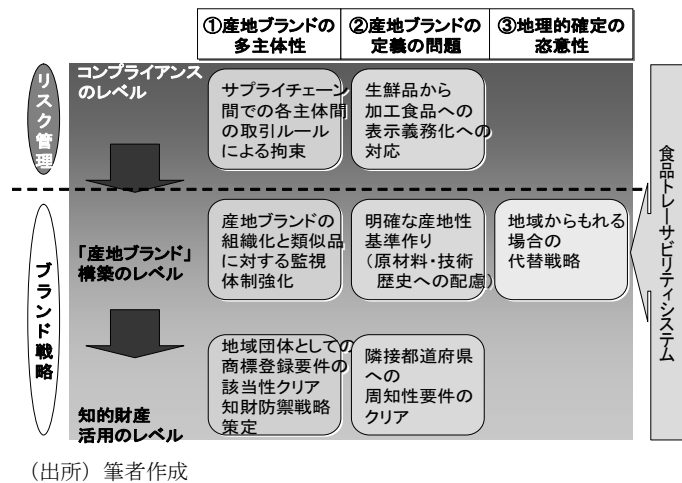 ①産地ブランドの
多主体性
②産地ブランドの
定義の問題
③地理的確定の
恣意性
リスク管理
コンプライアンス
のレベル
サプライチェーン
間での各主体間
の取引ルール
による拘束
生鮮品から
加工食品への
表示義務化への
対応
食品トレーサビリティシステム
ブランド戦略
「産地ブランド」
構築のレベル
産地ブランドの
組織化と類似品
に対する監視
体制強化
明確な産地性
基準作り
(原材料・技術
歴史への配慮)
地域からもれる
場合の
代替戦略
知的財産
活用のレベル
地域団体としての
商標登録要件の
該当性クリア
知財防禦戦略
策定
隣接都道府県
への
周知性要件の
クリア
(出所)筆者作成